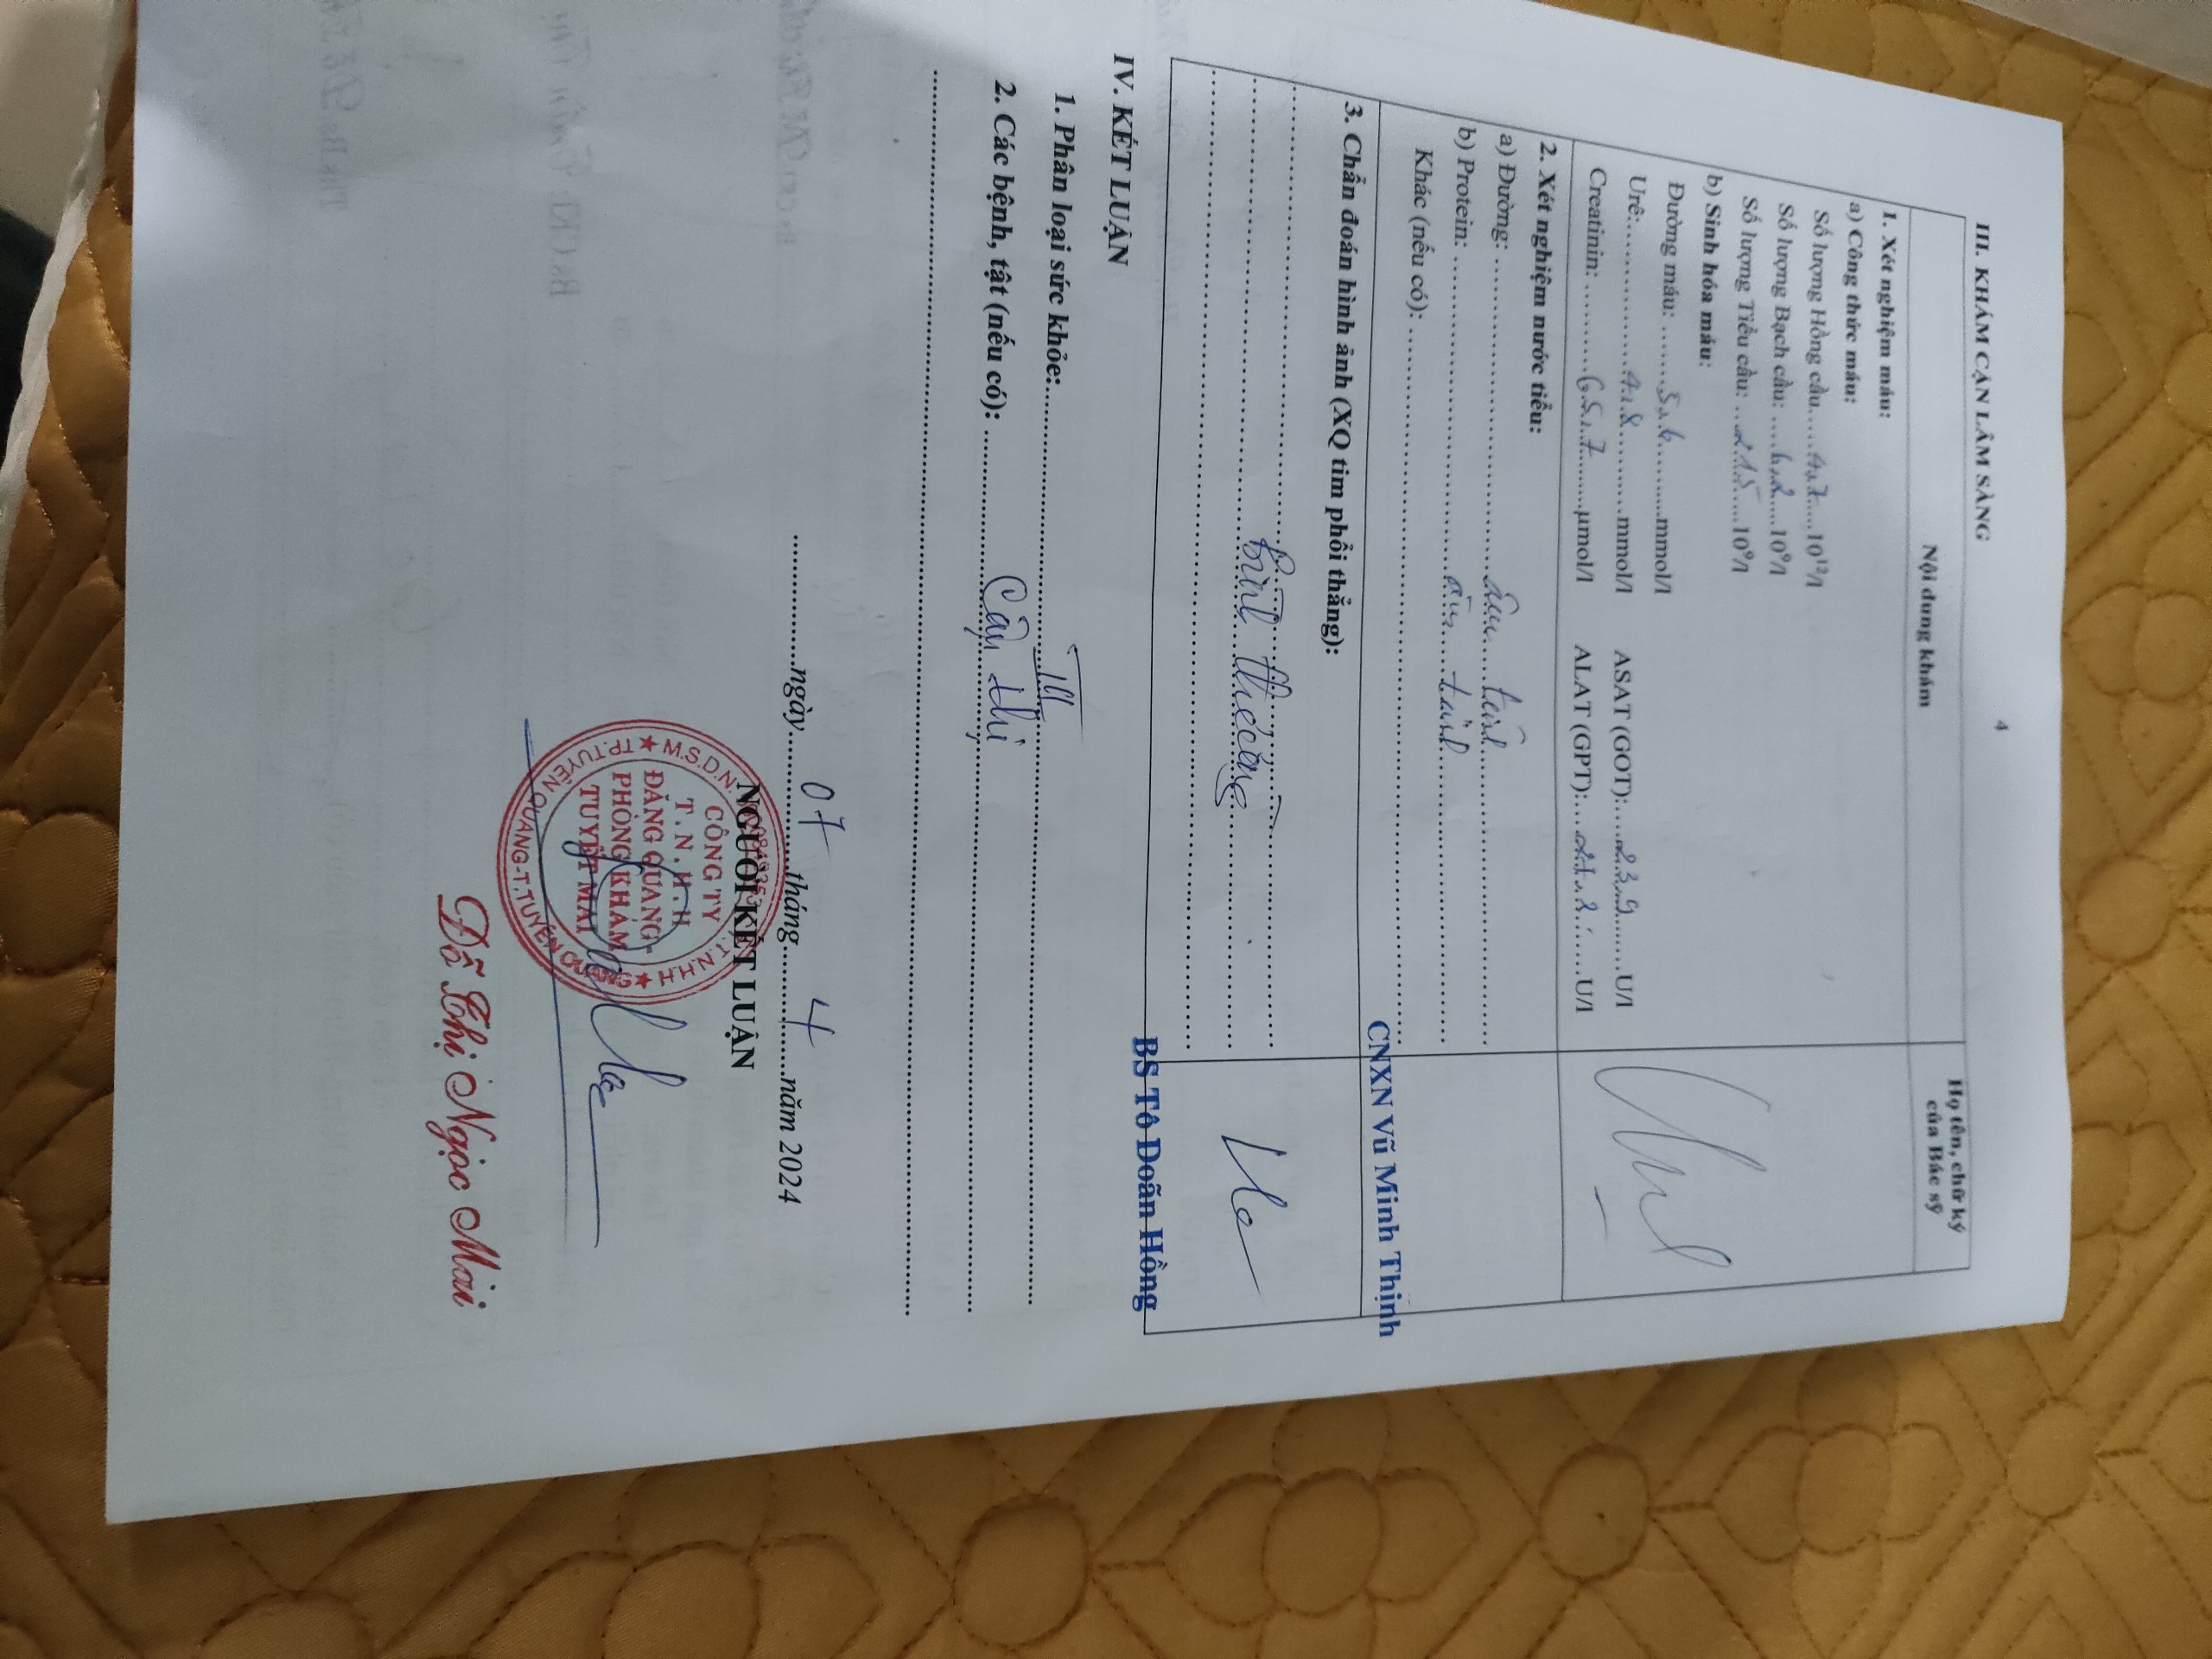 4
III. KHÁM CẬN LÂM SÀNG
Nội dung khám
Họ tên, chữ ký của Bác sỹ
1. Xét nghiệm máu:
a) Công thức máu:
Số lượng Hồng cầu......4,7....10¹²/l
Số lượng Bạch cầu: .....6,2....10⁹/l
Số lượng Tiểu cầu: ...215....10⁹/l
b) Sinh hóa máu:
Đường máu: ........5,6..........mmol/l
Urê:................4,8............mmol/l ASAT (GOT):....23,9.......U/l
Creatinin: ..........65,7........µmol/l ALAT (GPT):...21,2.......U/l
2. Xét nghiệm nước tiểu:
a) Đường: ........âm.....tính........
b) Protein: ........âm.....tính........
Khác (nếu có): ........
CNXN Vũ Minh Thịnh
3. Chẩn đoán hình ảnh (XQ tim phổi thẳng):
Bình thường
BS Tô Doãn Hồng
IV. KẾT LUẬN
1. Phân loại sức khỏe:........III........
2. Các bệnh, tật (nếu có): ........Cận thị........
............ngày......07......tháng......4......năm 2024
NGƯỜI KẾT LUẬN
CÔNG TY
T.N.H.H
ĐĂNG QUANG-
PHÒNG KHÁM
TUYẾT MAI
TP.TUYÊN QUANG-T.TUYÊN QUANG
Đỗ Thị Ngọc Mai